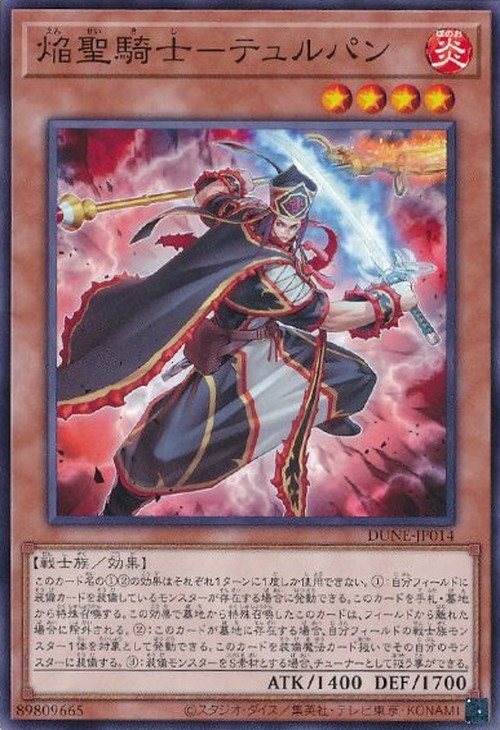 焔聖騎士－テュルパン
炎
DUNE-JP014
【戦士族／効果】
このカード名の①②の効果はそれぞれ1ターンに1度しか使用できない。①:自分フィールドに
装備カードを装備しているモンスターが存在する場合に発動できる。このカードを手札・墓地
から特殊召喚する。この効果で墓地から特殊召喚したこのカードは、フィールドから離れた
場合に除外される。②:このカードが墓地に存在する場合、自分フィールドの戦士族モン
スター1体を対象として発動できる。このカードを装備魔法カード扱いでその自分のモン
スターに装備する。③:装備モンスターをS素材とする場合、チューナーとして扱う事ができる。
ATK/1400 DEF/1700
89809665
©スタジオ・ダイス／集英社・テレビ東京・KONAMI